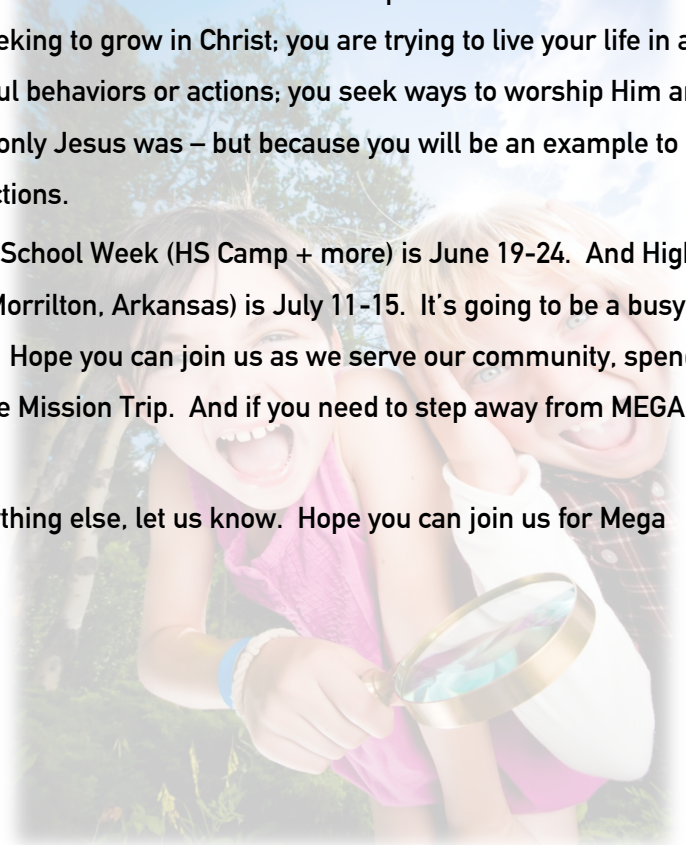 eking to grow in Christ; you are trying to live your life in a
ul behaviors or actions; you seek ways to worship Him a
only Jesus was – but because you will be an example to
ctions.
School Week (HS Camp + more) is June 19-24. And High
Morrilton, Arkansas) is July 11-15. It's going to be a busy
Hope you can join us as we serve our community, spend
e Mission Trip. And if you need to step away from MEGA
thing else, let us know. Hope you can join us for Mega